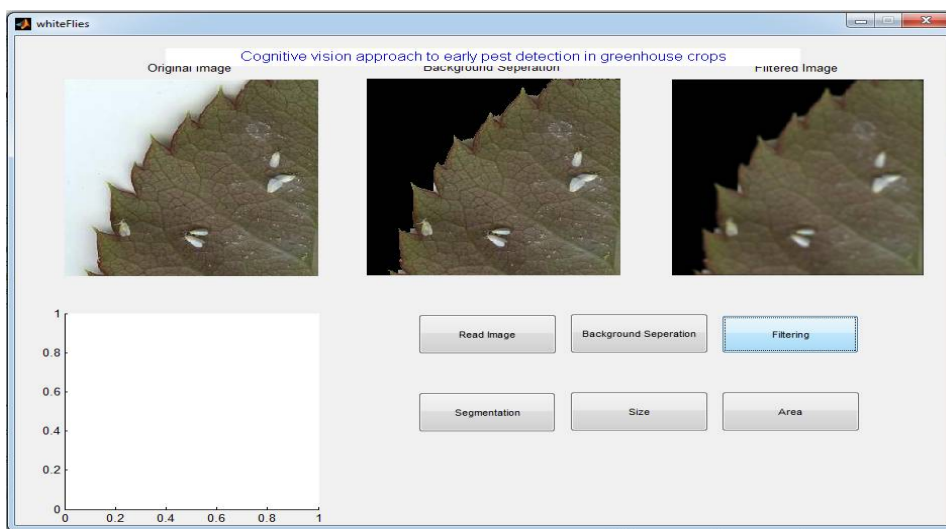 whiteFlies
Cognitive vision approach to early pest detection in greenhouse crops
Original Image
Background Seperation
Filtered Image
Read Image
Background Seperation
Filtering
Segmentation
Size
Area
1
0.8
0.6
0.4
0.2
0
0 0.2 0.4 0.6 0.8 1